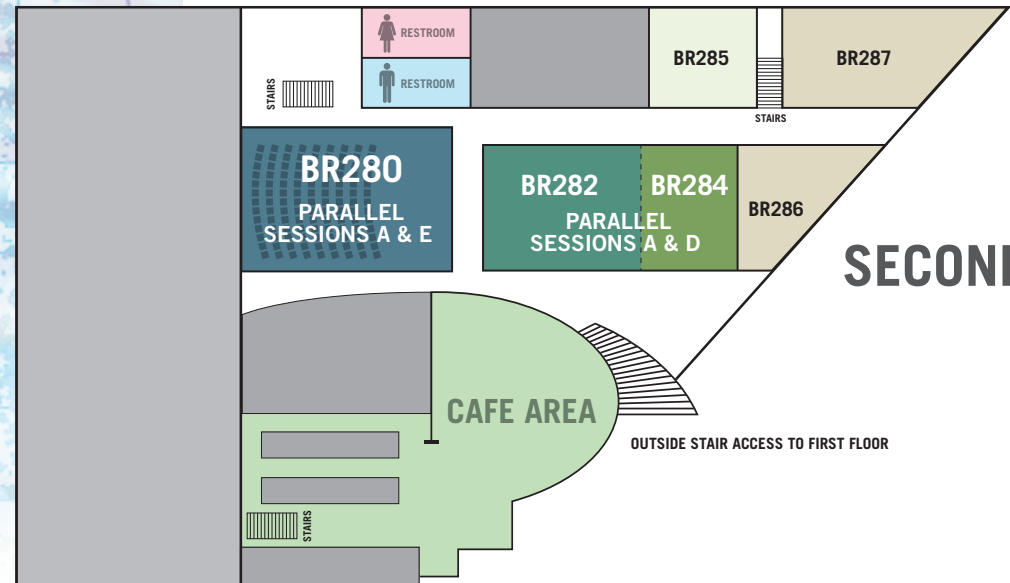 RESTROOM
RESTROOM
STAIRS
BR285
STAIRS
BR287
BR280
PARALLEL
SESSIONS A & E
BR282
BR284
PARALLEL
SESSIONS A & D
BR286
SECON
CAFE AREA
OUTSIDE STAIR ACCESS TO FIRST FLOOR
STAIRS